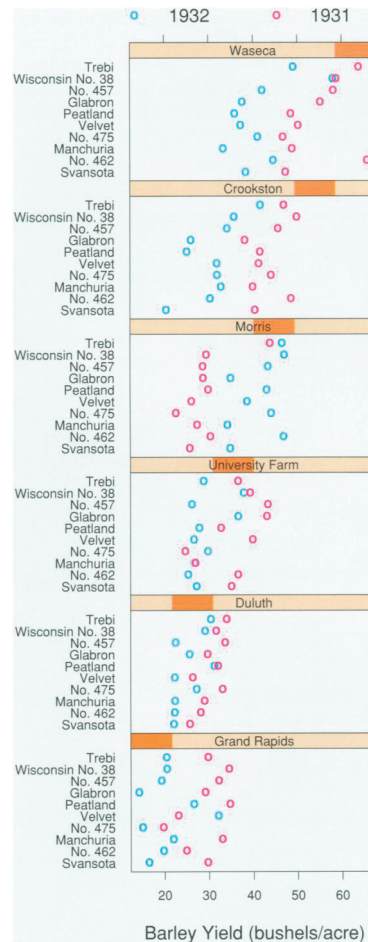 1932 1931
Waseca
Trebi
Wisconsin No. 38
No. 457
Glabron
Peatland
Velvet
No. 475
Manchuria
No. 462
Svansota
Crookston
Trebi
Wisconsin No. 38
No. 457
Glabron
Peatland
Velvet
No. 475
Manchuria
No. 462
Svansota
Morris
Trebi
Wisconsin No. 38
No. 457
Glabron
Peatland
Velvet
No. 475
Manchuria
No. 462
Svansota
University Farm
Trebi
Wisconsin No. 38
No. 457
Glabron
Peatland
Velvet
No. 475
Manchuria
No. 462
Svansota
Duluth
Trebi
Wisconsin No. 38
No. 457
Glabron
Peatland
Velvet
No. 475
Manchuria
No. 462
Svansota
Grand Rapids
Trebi
Wisconsin No. 38
No. 457
Glabron
Peatland
Velvet
No. 475
Manchuria
No. 462
Svansota
20 30 40 50 60
Barley Yield (bushels/acre)